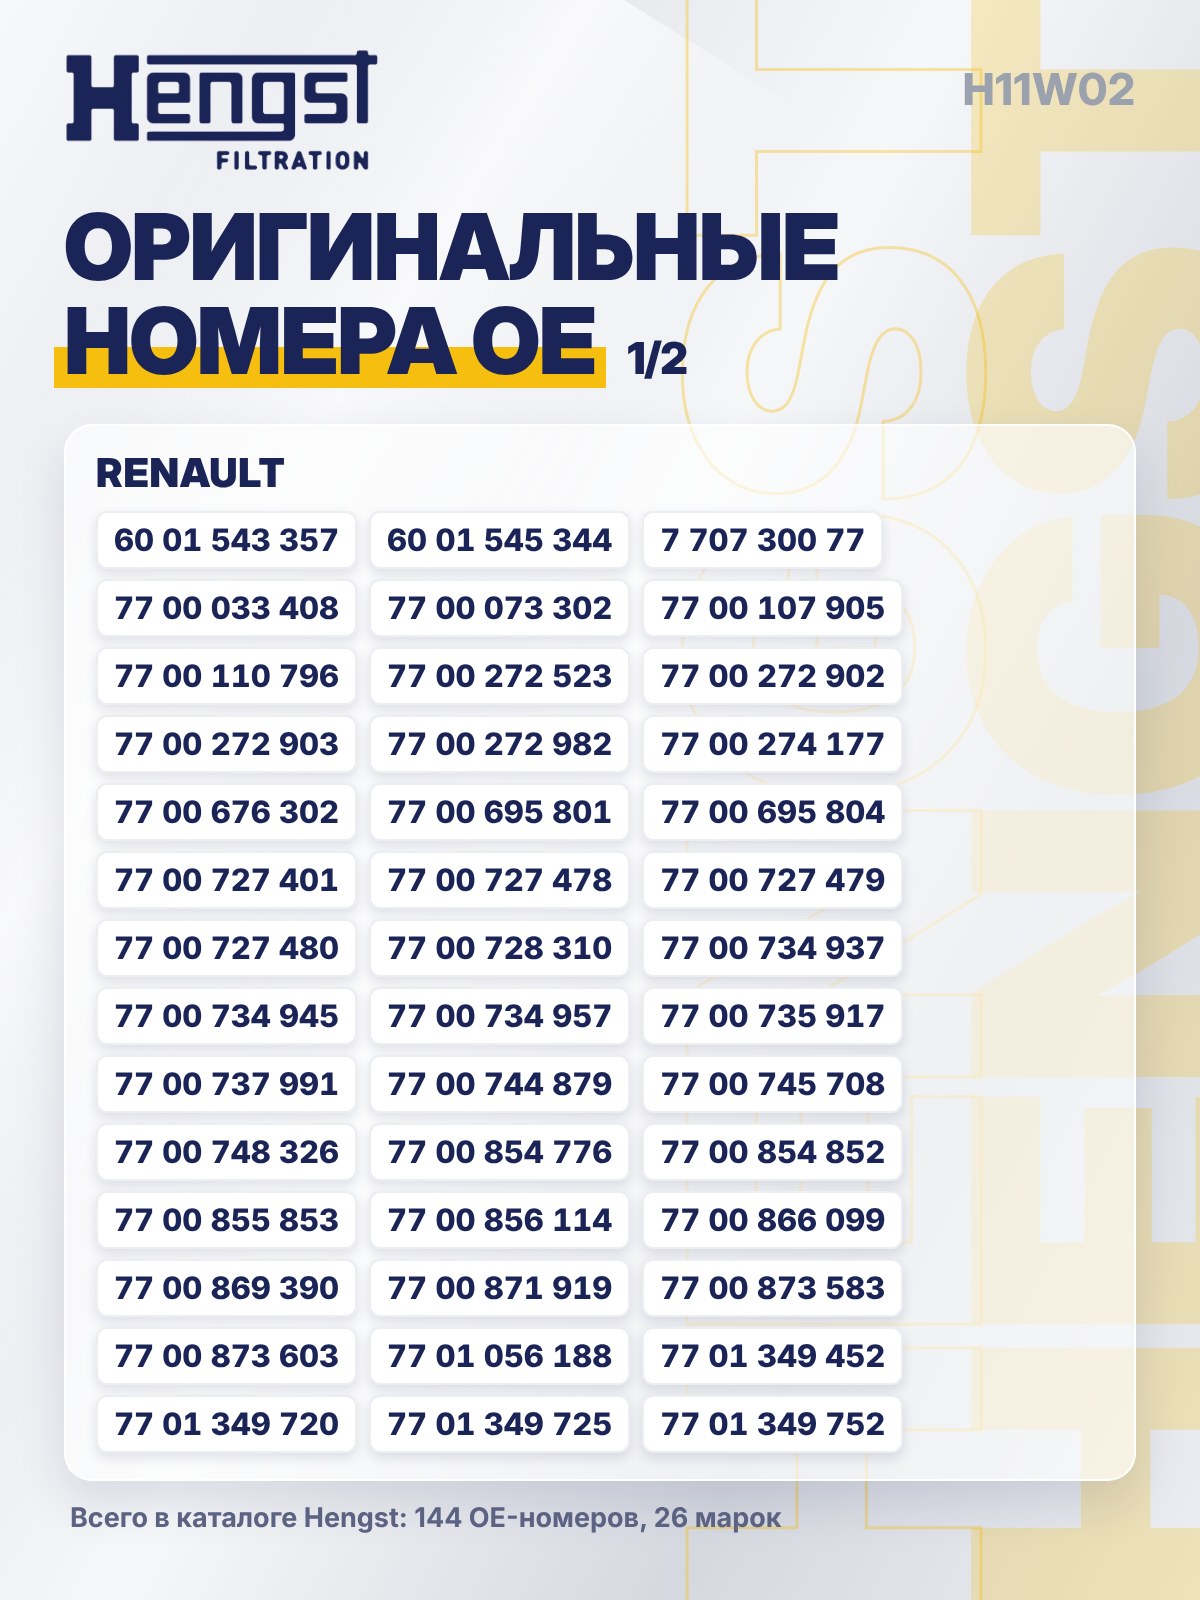 Hengst
FILTRATION
H11W02
ОРИГИНАЛЬНЫЕ
НОМЕРА OE 1/2
RENAULT
60 01 543 357 60 01 545 344 7 707 300 77
77 00 033 408 77 00 073 302 77 00 107 905
77 00 110 796 77 00 272 523 77 00 272 902
77 00 272 903 77 00 272 982 77 00 274 177
77 00 676 302 77 00 695 801 77 00 695 804
77 00 727 401 77 00 727 478 77 00 727 479
77 00 727 480 77 00 728 310 77 00 734 937
77 00 734 945 77 00 734 957 77 00 735 917
77 00 737 991 77 00 744 879 77 00 745 708
77 00 748 326 77 00 854 776 77 00 854 852
77 00 855 853 77 00 856 114 77 00 866 099
77 00 869 390 77 00 871 919 77 00 873 583
77 00 873 603 77 01 056 188 77 01 349 452
77 01 349 720 77 01 349 725 77 01 349 752
Всего в каталоге Hengst: 144 OE-номеров, 26 марок
HENGST
HENGST